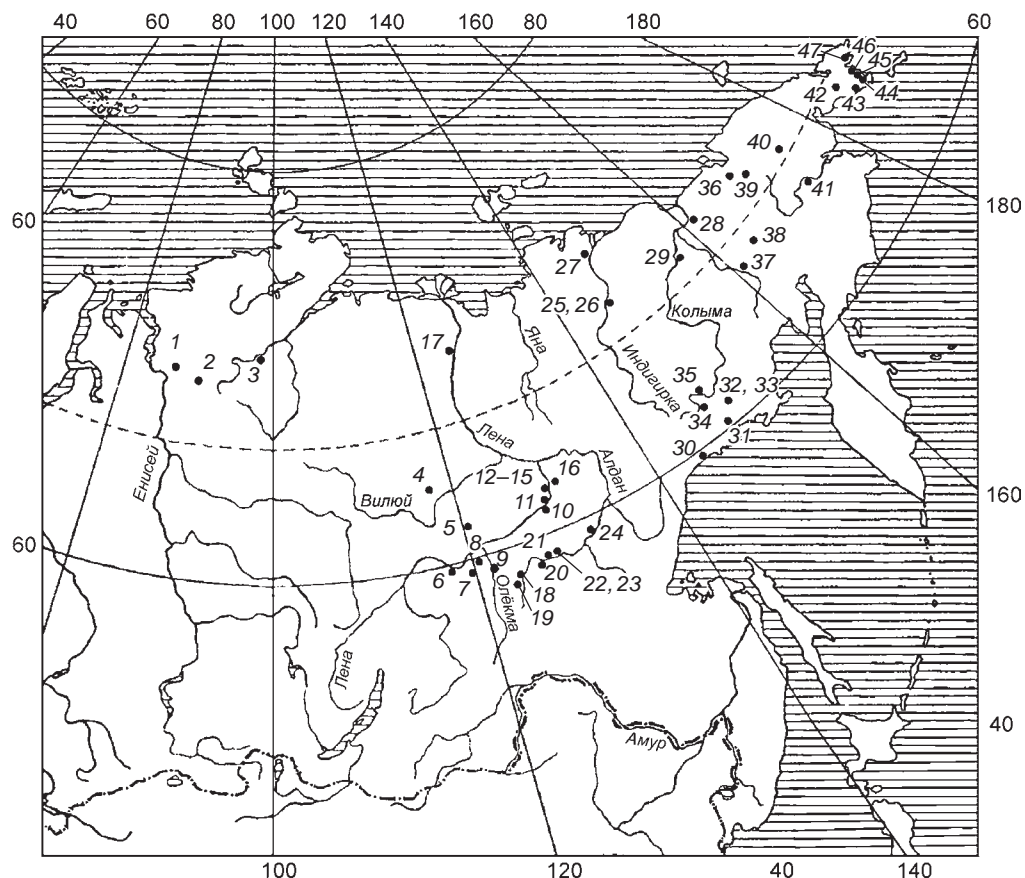 40 60 80 100 120 140 160 80 180 60
47 46
45
42 43 44
40
36 39 41
60 180
28
38
29
27 37
25, 26 Колыма
Яна
17
1 2 3
Индигирка
35 32, 33
34 31
Лена 30
Енисей
4 12–15 16 Алдан
Вилюй 11 10 160
5
60 8 21 24
9 20
6 7 22, 23
18
Олёкма 19
Лена
40
Амур
100 120 40 140